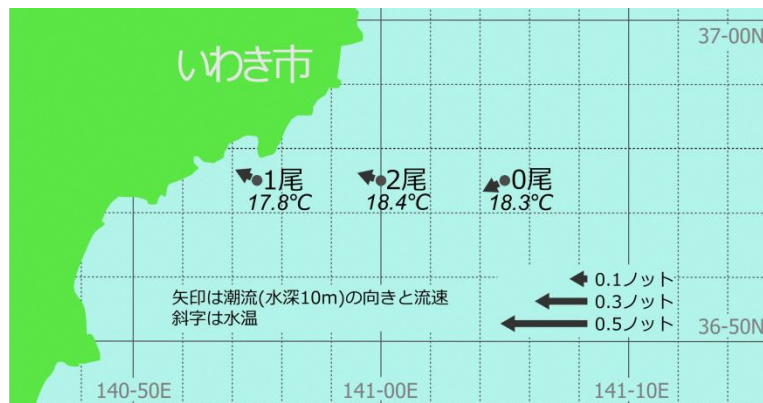 37-00N
いわき市
1尾
17.8℃
2尾
18.4℃
0尾
18.3℃
矢印は潮流(水深10m)の向きと流速
斜字は水温
0.1ノット
0.3ノット
0.5ノット
36-50N
140-50E
141-00E
141-10E